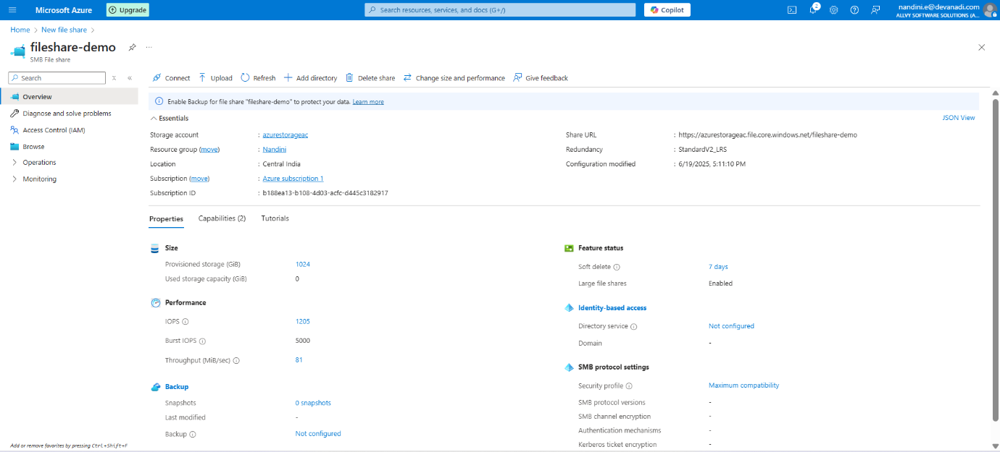 Microsoft Azure
Upgrade
Search resources, services, and docs (G+/)
Copilot
2
nandini.e@devanadi.com
ALLVY SOFTWARE SOLUTIONS (A...
Home > New file share >
fileshare-demo
SMB File share
Search
Connect
Upload
Refresh
Add directory
Delete share
Change size and performance
Give feedback
Overview
Diagnose and solve problems
Access Control (IAM)
Browse
Operations
Monitoring
Enable Backup for file share "fileshare-demo" to protect your data. Learn more
Essentials
JSON View
Storage account : azurestorageac
Resource group (move) : Nandini
Location : Central India
Subscription (move) : Azure subscription 1
Subscription ID : b188ea13-b108-4d03-acfc-d445c3182917
Share URL : https://azurestorageac.file.core.windows.net/fileshare-demo
Redundancy : StandardV2_LRS
Configuration modified : 6/19/2025, 5:11:10 PM
Properties Capabilities (2) Tutorials
Size
Provisioned storage (GiB) 1024
Used storage capacity (GiB) 0
Performance
IOPS 1205
Burst IOPS 5000
Throughput (MiB/sec) 81
Backup
Snapshots 0 snapshots
Last modified -
Backup Not configured
Feature status
Soft delete 7 days
Large file shares Enabled
Identity-based access
Directory service Not configured
Domain -
SMB protocol settings
Security profile Maximum compatibility
SMB protocol versions -
SMB channel encryption -
Authentication mechanisms -
Kerberos ticket encryption -
Add or remove favorites by pressing Ctrl+Shift+F